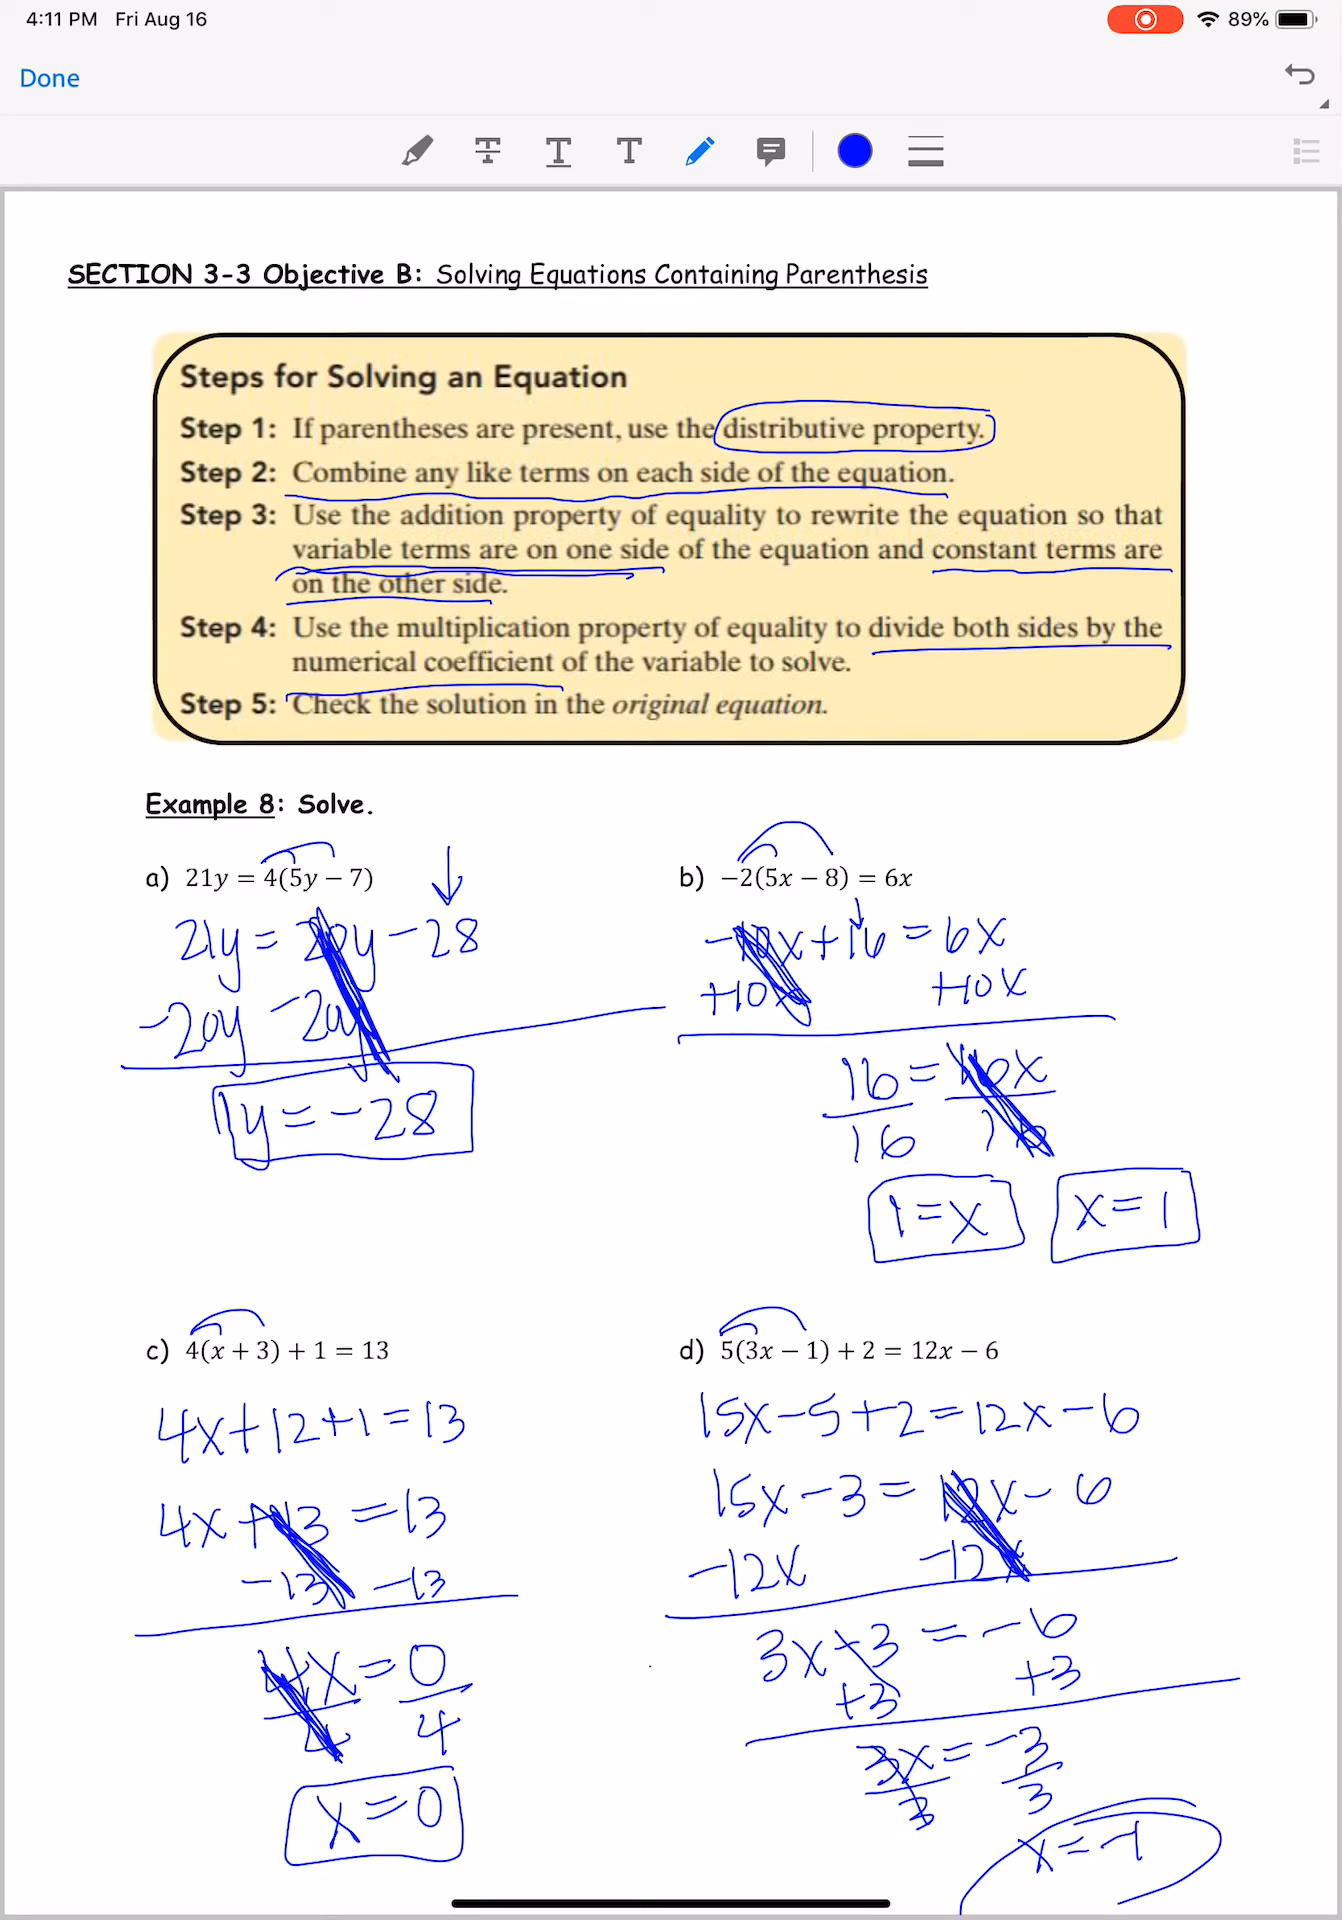 4:11 PM Fri Aug 16 89%
Done
SECTION 3-3 Objective B: Solving Equations Containing Parenthesis
Steps for Solving an Equation
Step 1: If parentheses are present, use the distributive property.
Step 2: Combine any like terms on each side of the equation.
Step 3: Use the addition property of equality to rewrite the equation so that
variable terms are on one side of the equation and constant terms are
on the other side.
Step 4: Use the multiplication property of equality to divide both sides by the
numerical coefficient of the variable to solve.
Step 5: Check the solution in the original equation.
Example 8: Solve.
a) 21y = 4(5y − 7)
21y = 20y − 28
−20y −20y
1y = −28
b) −2(5x − 8) = 6x
−10x + 16 = 6x
+10x +10x
16 = 16x
16 16
1 = x x = 1
c) 4(x + 3) + 1 = 13
4x + 12 + 1 = 13
4x + 13 = 13
−13 −13
4x = 0
4 4
x = 0
d) 5(3x − 1) + 2 = 12x − 6
15x − 5 + 2 = 12x − 6
15x − 3 = 12x − 6
−12x −12x
3x − 3 = −6
+3 +3
3x = −3
3 3
x = −1